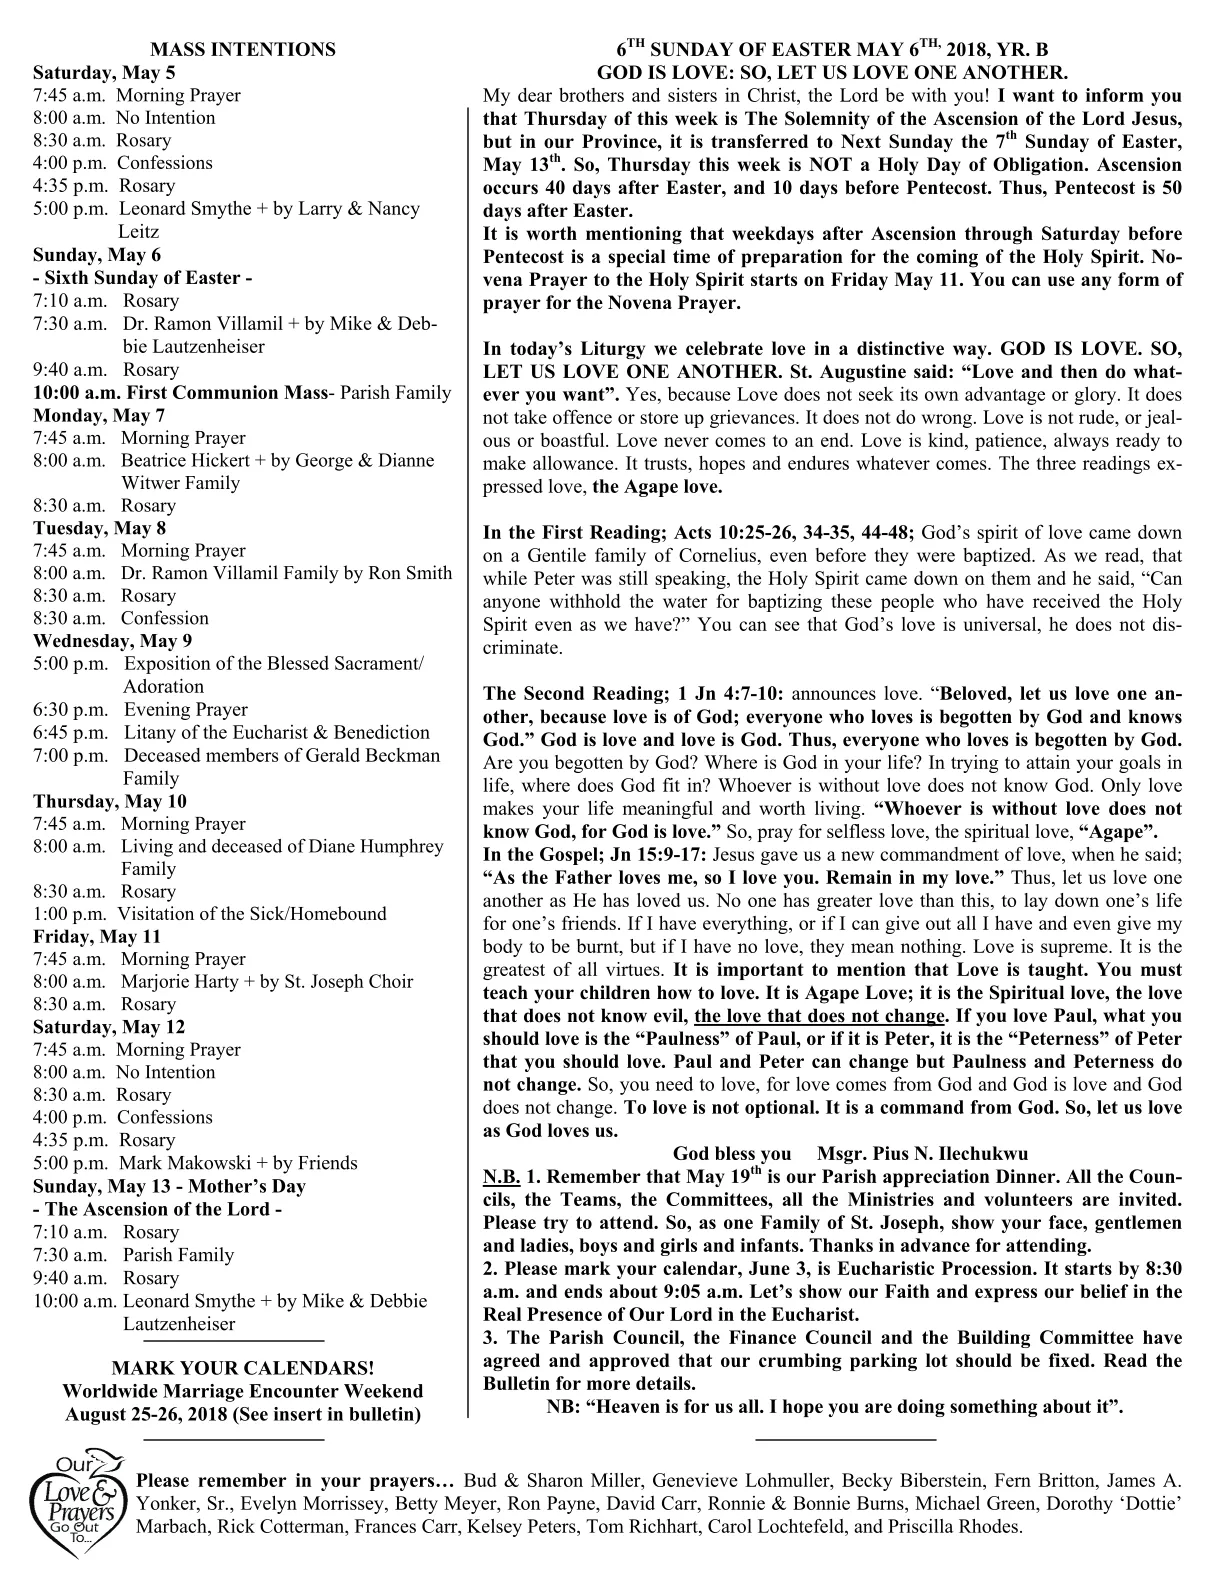 MASS INTENTIONS
Saturday, May 5
7:45 a.m. Morning Prayer
8:00 a.m. No Intention
8:30 a.m. Rosary
4:00 p.m. Confessions
4:35 p.m. Rosary
5:00 p.m. Leonard Smythe + by Larry & Nancy
Leitz
Sunday, May 6
- Sixth Sunday of Easter -
7:10 a.m. Rosary
7:30 a.m. Dr. Ramon Villamil + by Mike & Deb-
bie Lautzenheiser
9:40 a.m. Rosary
10:00 a.m. First Communion Mass- Parish Family
Monday, May 7
7:45 a.m. Morning Prayer
8:00 a.m. Beatrice Hickert + by George & Dianne
Witwer Family
8:30 a.m. Rosary
Tuesday, May 8
7:45 a.m. Morning Prayer
8:00 a.m. Dr. Ramon Villamil Family by Ron Smith
8:30 a.m. Rosary
8:30 a.m. Confession
Wednesday, May 9
5:00 p.m. Exposition of the Blessed Sacrament/
Adoration
6:30 p.m. Evening Prayer
6:45 p.m. Litany of the Eucharist & Benediction
7:00 p.m. Deceased members of Gerald Beckman
Family
Thursday, May 10
7:45 a.m. Morning Prayer
8:00 a.m. Living and deceased of Diane Humphrey
Family
8:30 a.m. Rosary
1:00 p.m. Visitation of the Sick/Homebound
Friday, May 11
7:45 a.m. Morning Prayer
8:00 a.m. Marjorie Harty + by St. Joseph Choir
8:30 a.m. Rosary
Saturday, May 12
7:45 a.m. Morning Prayer
8:00 a.m. No Intention
8:30 a.m. Rosary
4:00 p.m. Confessions
4:35 p.m. Rosary
5:00 p.m. Mark Makowski + by Friends
Sunday, May 13 - Mother's Day
- The Ascension of the Lord -
7:10 a.m. Rosary
7:30 a.m. Parish Family
9:40 a.m. Rosary
10:00 a.m. Leonard Smythe + by Mike & Debbie
Lautzenheiser
MARK YOUR CALENDARS!
Worldwide Marriage Encounter Weekend
August 25-26, 2018 (See insert in bulletin)
6TH SUNDAY OF EASTER MAY 6TH, 2018, YR. B
GOD IS LOVE: SO, LET US LOVE ONE ANOTHER.
My dear brothers and sisters in Christ, the Lord be with you! I want to inform you
that Thursday of this week is The Solemnity of the Ascension of the Lord Jesus,
but in our Province, it is transferred to Next Sunday the 7th Sunday of Easter,
May 13th. So, Thursday this week is NOT a Holy Day of Obligation. Ascension
occurs 40 days after Easter, and 10 days before Pentecost. Thus, Pentecost is 50
days after Easter.
It is worth mentioning that weekdays after Ascension through Saturday before
Pentecost is a special time of preparation for the coming of the Holy Spirit. No-
vena Prayer to the Holy Spirit starts on Friday May 11. You can use any form of
prayer for the Novena Prayer.
In today's Liturgy we celebrate love in a distinctive way. GOD IS LOVE. SO,
LET US LOVE ONE ANOTHER. St. Augustine said: "Love and then do what-
ever you want". Yes, because Love does not seek its own advantage or glory. It does
not take offence or store up grievances. It does not do wrong. Love is not rude, or jeal-
ous or boastful. Love never comes to an end. Love is kind, patience, always ready to
make allowance. It trusts, hopes and endures whatever comes. The three readings ex-
pressed love, the Agape love.
In the First Reading; Acts 10:25-26, 34-35, 44-48; God's spirit of love came down
on a Gentile family of Cornelius, even before they were baptized. As we read, that
while Peter was still speaking, the Holy Spirit came down on them and he said, "Can
anyone withhold the water for baptizing these people who have received the Holy
Spirit even as we have?" You can see that God's love is universal, he does not dis-
criminate.
The Second Reading; 1 Jn 4:7-10: announces love. "Beloved, let us love one an-
other, because love is of God; everyone who loves is begotten by God and knows
God." God is love and love is God. Thus, everyone who loves is begotten by God.
Are you begotten by God? Where is God in your life? In trying to attain your goals in
life, where does God fit in? Whoever is without love does not know God. Only love
makes your life meaningful and worth living. "Whoever is without love does not
know God, for God is love." So, pray for selfless love, the spiritual love, "Agape".
In the Gospel; Jn 15:9-17: Jesus gave us a new commandment of love, when he said;
"As the Father loves me, so I love you. Remain in my love." Thus, let us love one
another as He has loved us. No one has greater love than this, to lay down one's life
for one's friends. If I have everything, or if I can give out all I have and even give my
body to be burnt, but if I have no love, they mean nothing. Love is supreme. It is the
greatest of all virtues. It is important to mention that Love is taught. You must
teach your children how to love. It is Agape Love; it is the Spiritual love, the love
that does not know evil, the love that does not change. If you love Paul, what you
should love is the "Paulness" of Paul, or if it is Peter, it is the "Peterness" of Peter
that you should love. Paul and Peter can change but Paulness and Peterness do
not change. So, you need to love, for love comes from God and God is love and God
does not change. To love is not optional. It is a command from God. So, let us love
as God loves us.
God bless you Msgr. Pius N. Ilechukwu
N.B. 1. Remember that May 19th is our Parish appreciation Dinner. All the Coun-
cils, the Teams, the Committees, all the Ministries and volunteers are invited.
Please try to attend. So, as one Family of St. Joseph, show your face, gentlemen
and ladies, boys and girls and infants. Thanks in advance for attending.
2. Please mark your calendar, June 3, is Eucharistic Procession. It starts by 8:30
a.m. and ends about 9:05 a.m. Let's show our Faith and express our belief in the
Real Presence of Our Lord in the Eucharist.
3. The Parish Council, the Finance Council and the Building Committee have
agreed and approved that our crumbing parking lot should be fixed. Read the
Bulletin for more details.
NB: "Heaven is for us all. I hope you are doing something about it".
Our
Love &
Prayers
Go Out
To...
Please remember in your prayers… Bud & Sharon Miller, Genevieve Lohmuller, Becky Biberstein, Fern Britton, James A.
Yonker, Sr., Evelyn Morrissey, Betty Meyer, Ron Payne, David Carr, Ronnie & Bonnie Burns, Michael Green, Dorothy 'Dottie'
Marbach, Rick Cotterman, Frances Carr, Kelsey Peters, Tom Richhart, Carol Lochtefeld, and Priscilla Rhodes.